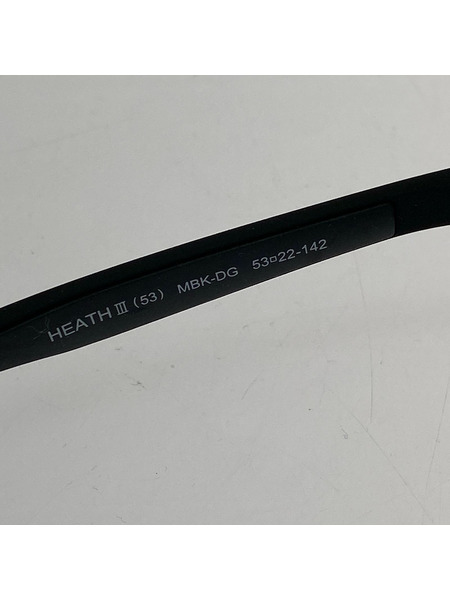 HEATH Ⅲ (53) MBK-DG 53□22-142